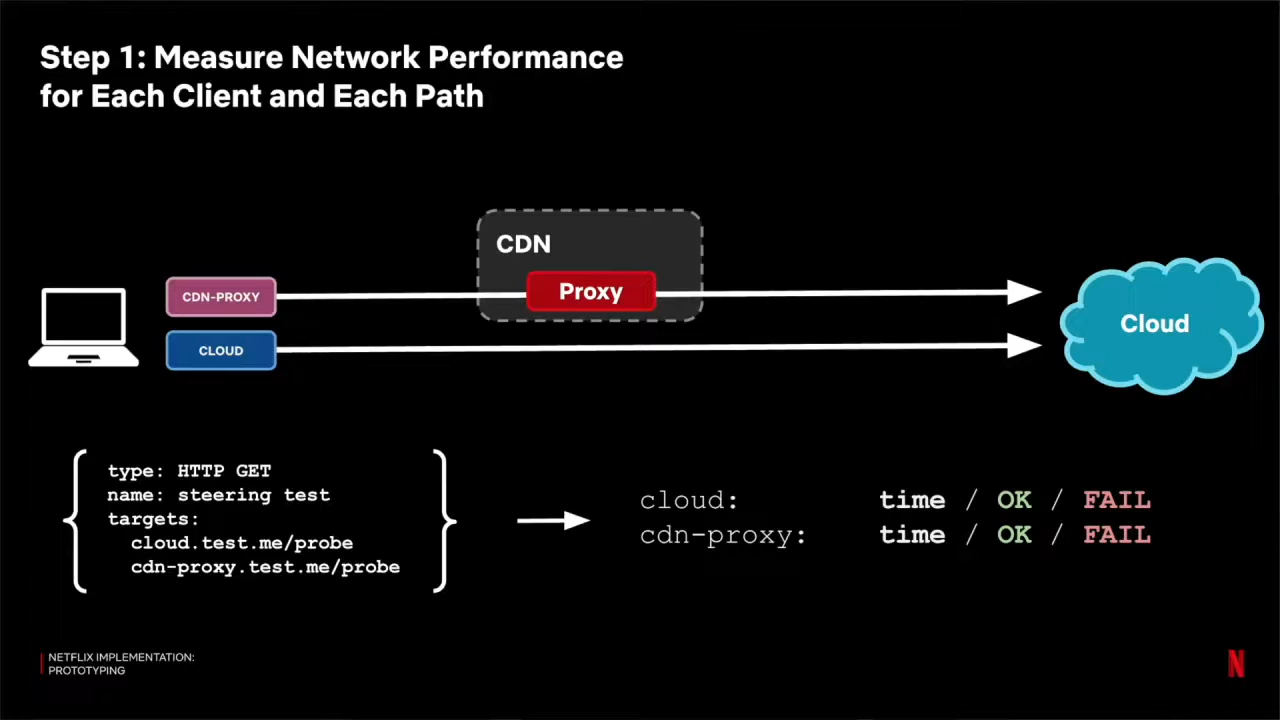 Step 1: Measure Network Performance
for Each Client and Each Path
CDN
CDN-PROXY
Proxy
CLOUD
Cloud
type: HTTP GET
name: steering test
targets:
cloud.test.me/probe
cdn-proxy.test.me/probe
cloud: time / OK / FAIL
cdn-proxy: time / OK / FAIL
NETFLIX IMPLEMENTATION:
PROTOTYPING
N